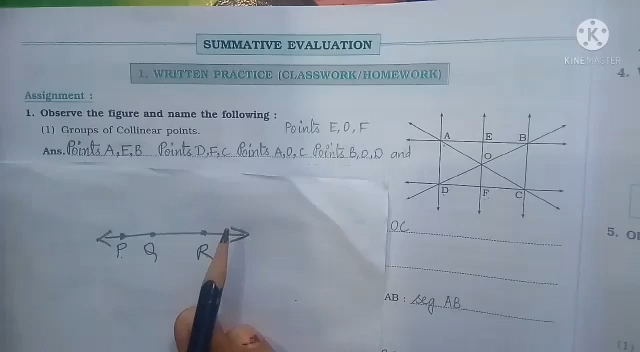 SUMMATIVE EVALUATION
KINEMASTER
1. WRITTEN PRACTICE (CLASSWORK/HOMEWORK)
4.
Assignment :
1. Observe the figure and name the following :
(1) Groups of Collinear points. Points E, O, F
Ans. Points A, E, B Points D, F, C Points A, O, C Points B, O, D and
A E B
O
D F C
OC
5.
P Q R
AB : seg AB
(1)